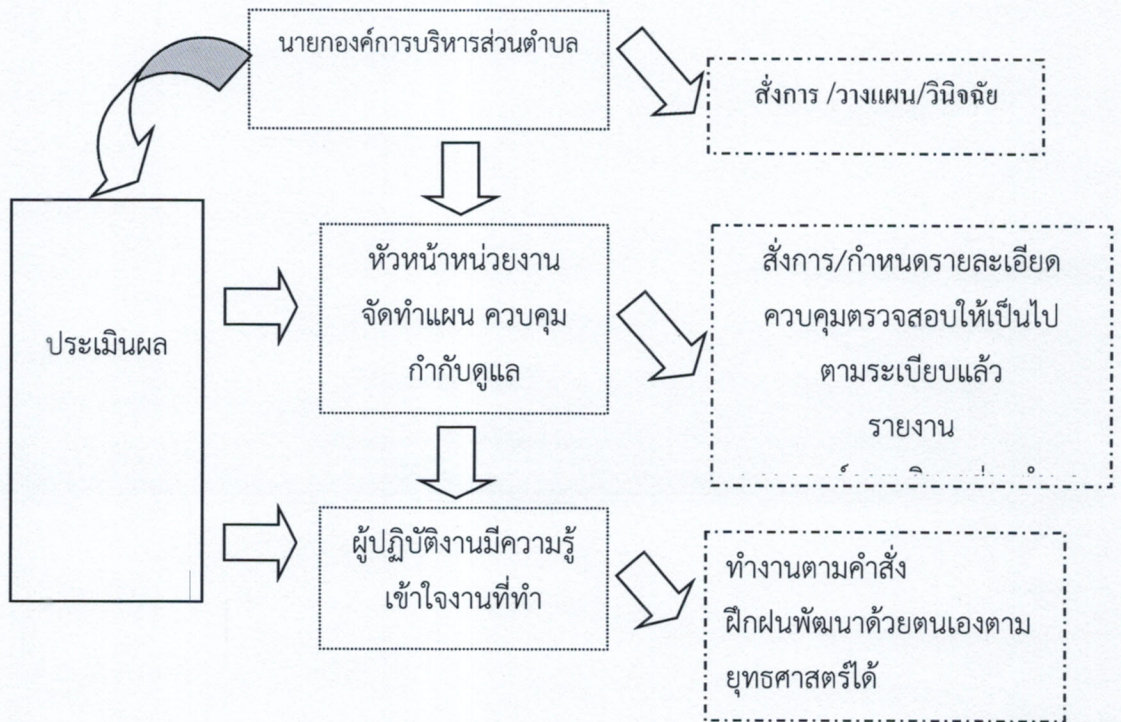 นายกองค์การบริหารส่วนตำบล
สั่งการ /วางแผน/วินิจฉัย
ประเมินผล
หัวหน้าหน่วยงาน
จัดทำแผน ควบคุม
กำกับดูแล
สั่งการ/กำหนดรายละเอียด
ควบคุมตรวจสอบให้เป็นไป
ตามระเบียบแล้ว
รายงาน
ผู้ปฏิบัติงานมีความรู้
เข้าใจงานที่ทำ
ทำงานตามคำสั่ง
ฝึกฝนพัฒนาด้วยตนเองตาม
ยุทธศาสตร์ได้